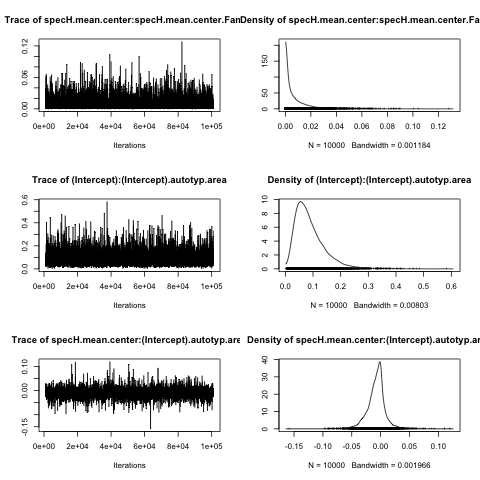 Trace of specH.mean.center:specH.mean.center.Fam
Density of specH.mean.center:specH.mean.center.Fa
0.00 0.04 0.08 0.12
0 50 150
0e+00 2e+04 4e+04 6e+04 8e+04 1e+05
0.00 0.02 0.04 0.06 0.08 0.10 0.12
Iterations
N = 10000 Bandwidth = 0.001184
Trace of (Intercept):(Intercept).autotyp.area
Density of (Intercept):(Intercept).autotyp.area
0.0 0.2 0.4 0.6
0 2 4 6 8 10
0e+00 2e+04 4e+04 6e+04 8e+04 1e+05
0.0 0.1 0.2 0.3 0.4 0.5 0.6
Iterations
N = 10000 Bandwidth = 0.00803
Trace of specH.mean.center:(Intercept).autotyp.are
Density of specH.mean.center:(Intercept).autotyp.ar
-0.15 0.00 0.10
0 10 20 30 40
0e+00 2e+04 4e+04 6e+04 8e+04 1e+05
-0.15 -0.10 -0.05 0.00 0.05 0.10
Iterations
N = 10000 Bandwidth = 0.001966